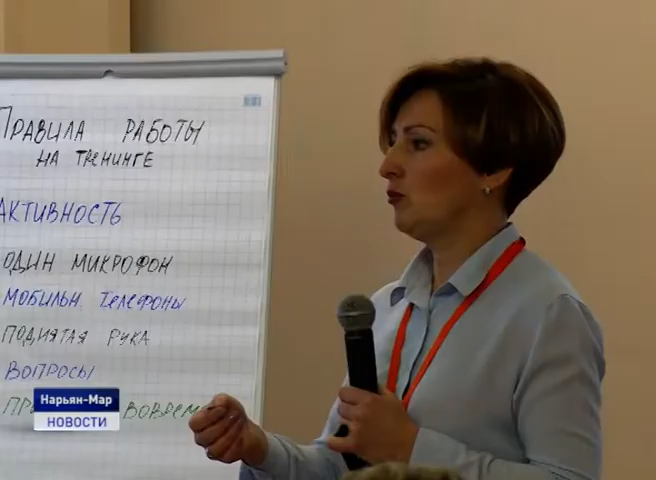 Правила работы
на тренинге
Активность
Один микрофон
Мобильн. телефоны
Поднятая рука
Вопросы
вовремя
Нарьян-Мар
НОВОСТИ